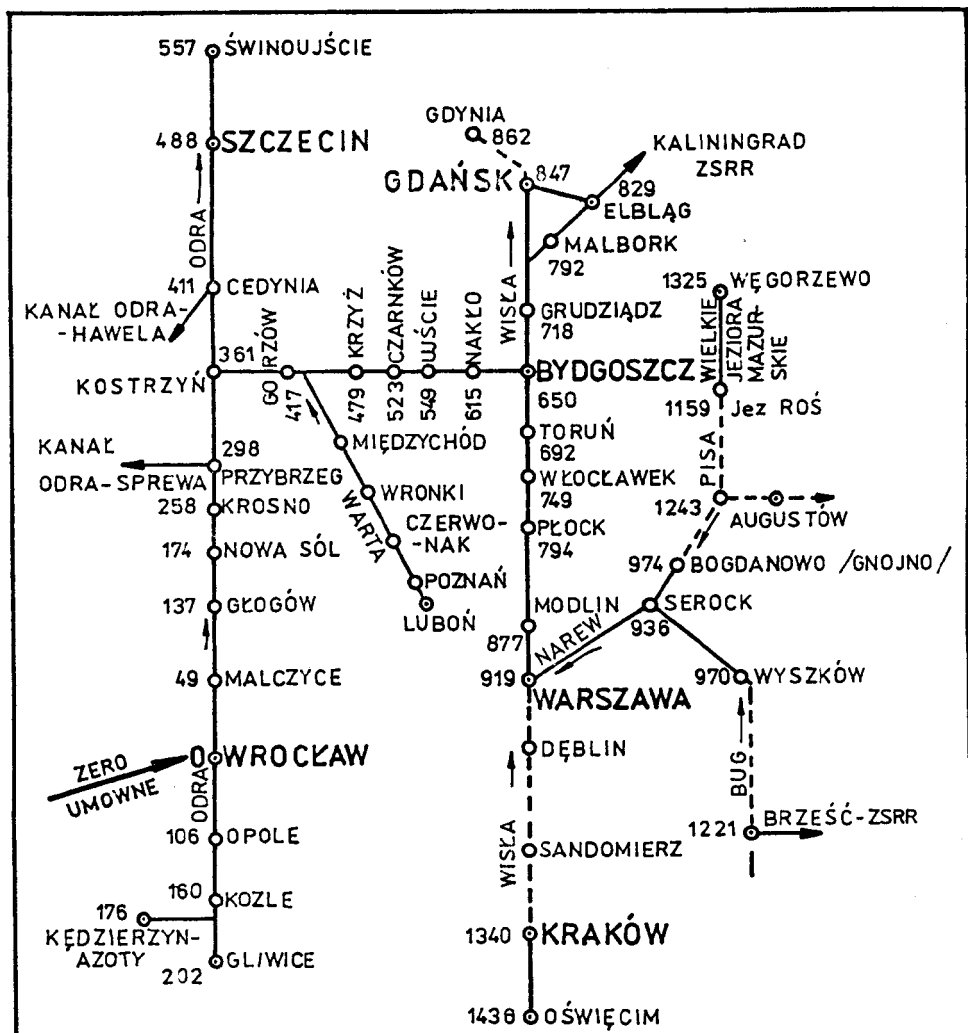 557 ŚWINOUJŚCIE
488 SZCZECIN
ODRA
411 CEDYNIA
KANAŁ ODRA-
-HAWELA
361
KOSTRZYŃ
GORZÓW
417
KRZYŻ
479
CZARNKÓW
523
UŚCIE
549
NAKŁO
615
GDYNIA
862
GDAŃSK
847
KALININGRAD
ZSRR
829
ELBLĄG
MALBORK
792
WISŁA
GRUDZIĄDZ
718
BYDGOSZCZ
650
TORUŃ
692
WŁOCŁAWEK
749
PŁOCK
794
MODLIN
877
919
WARSZAWA
NAREW
1325 WĘGORZEWO
WIELKIE
JEZIORA
MAZUR-
SKIE
1159 Jez ROŚ
PISA
1243
AUGUSTÓW
974 BOGDANOWO /GNOJNO/
SEROCK
936
970 WYSZKÓW
BUG
1221 BRZEŚĆ-ZSRR
MIĘDZYCHÓD
WRONKI
WARTA
CZERWO-
-NAK
POZNAŃ
LUBOŃ
KANAŁ
ODRA-SPREWA
298
PRZYBRZEG
258 KROSNO
174 NOWA SÓL
137 GŁOGÓW
49 MALCZYCE
ZERO
UMOWNE
0 WROCŁAW
ODRA
106 OPOLE
160 KOZLE
176
KĘDZIERZYN-
AZOTY
202 GLIWICE
DĘBLIN
WISŁA
SANDOMIERZ
1340 KRAKÓW
1436 OŚWIĘCIM